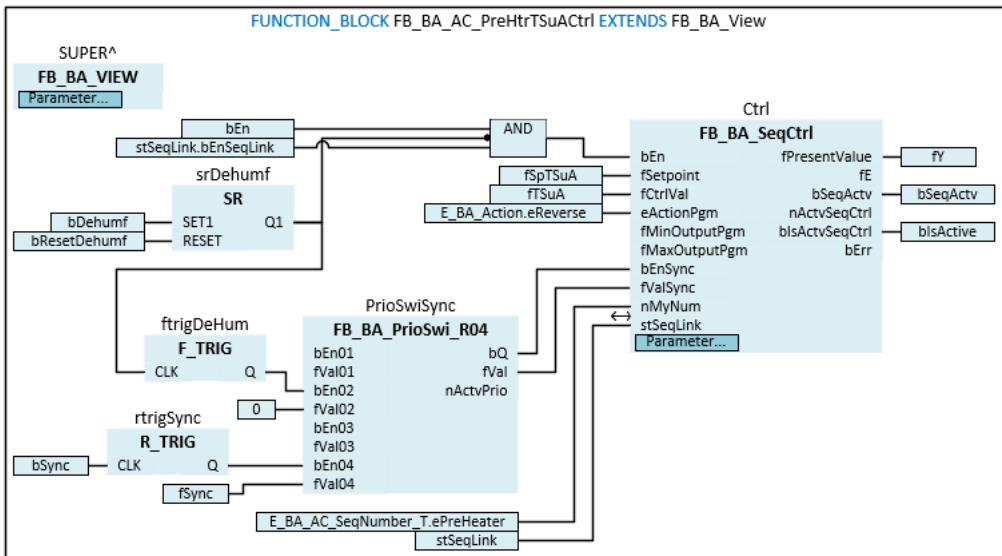 FUNCTION_BLOCK FB_BA_AC_PreHtrTSuACtrl EXTENDS FB_BA_View
SUPER^
FB_BA_VIEW
Parameter...
bEn
stSeqLink.bEnSeqLink
AND
srDehumf
SR
bDehumf
SET1 Q1
bResetDehumf
RESET
Ctrl
FB_BA_SeqCtrl
bEn fPresentValue
fY
fSpTSuA
fSetpoint fE
fTSuA
fCtrlVal bSeqActv
bSeqActv
E_BA_Action.eReverse
eActionPgm nActvSeqCtrl
fMinOutputPgm bIsActvSeqCtrl
bIsActive
fMaxOutputPgm bErr
bEnSync
fValSync
nMyNum
stSeqLink
Parameter...
ftrigDeHum
F_TRIG
CLK Q
PrioSwiSync
FB_BA_PrioSwi_R04
bEn01 bQ
fVal01 fVal
bEn02 nActvPrio
0
fVal02
bEn03
fVal03
bEn04
fVal04
rtrigSync
R_TRIG
bSync
CLK Q
fSync
E_BA_AC_SeqNumber_T.ePreHeater
stSeqLink